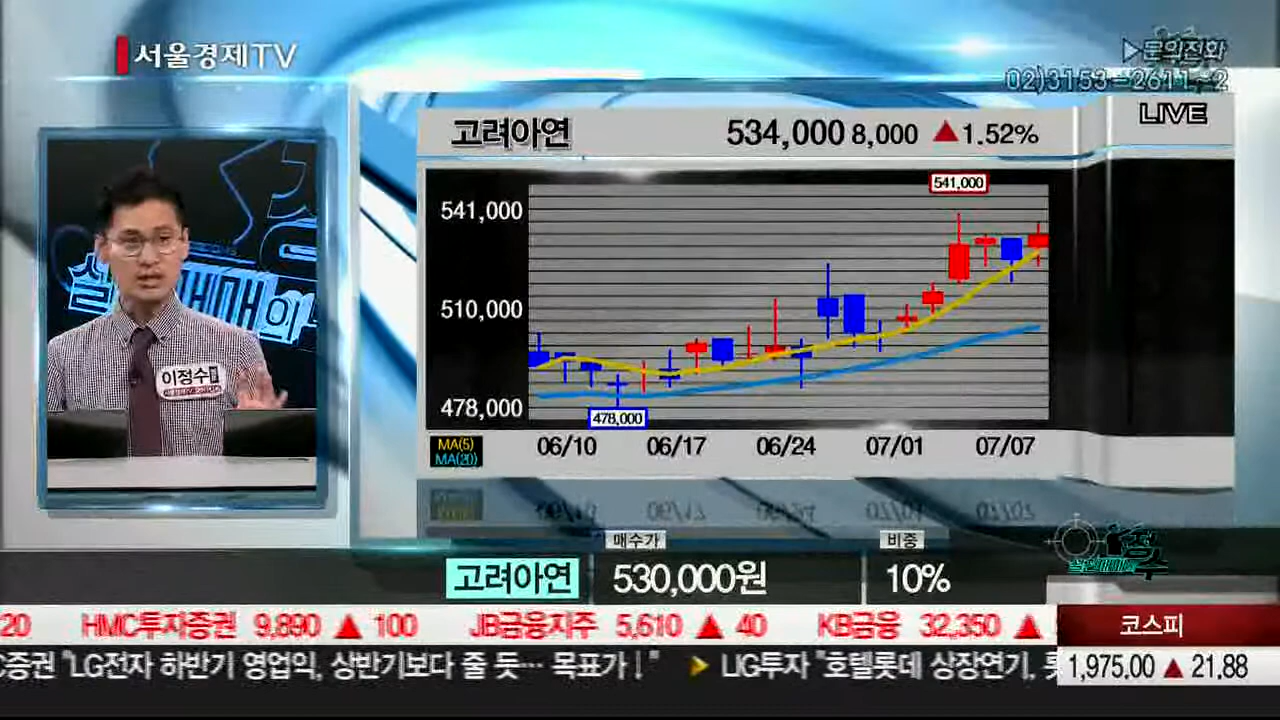 서울경제TV
▶문의전화
02)3153-2611~2
LIVE
고려아연 534,000 8,000 ▲1.52%
541,000
541,000
510,000
478,000
478,000
MA(5)
MA(20)
06/10 06/17 06/24 07/01 07/07
매매의
이정수
매수가 비중
고려아연 530,000원 10%
20 HMC투자증권 9,890 ▲ 100 JB금융지주 5,610 ▲ 40 KB금융 32,350 ▲
코스피
증권 "LG전자 하반기 영업익, 상반기보다 줄 듯… 목표가↓" ▶ LIG투자 "호텔롯데 상장연기,
1,975.00 ▲ 21.88